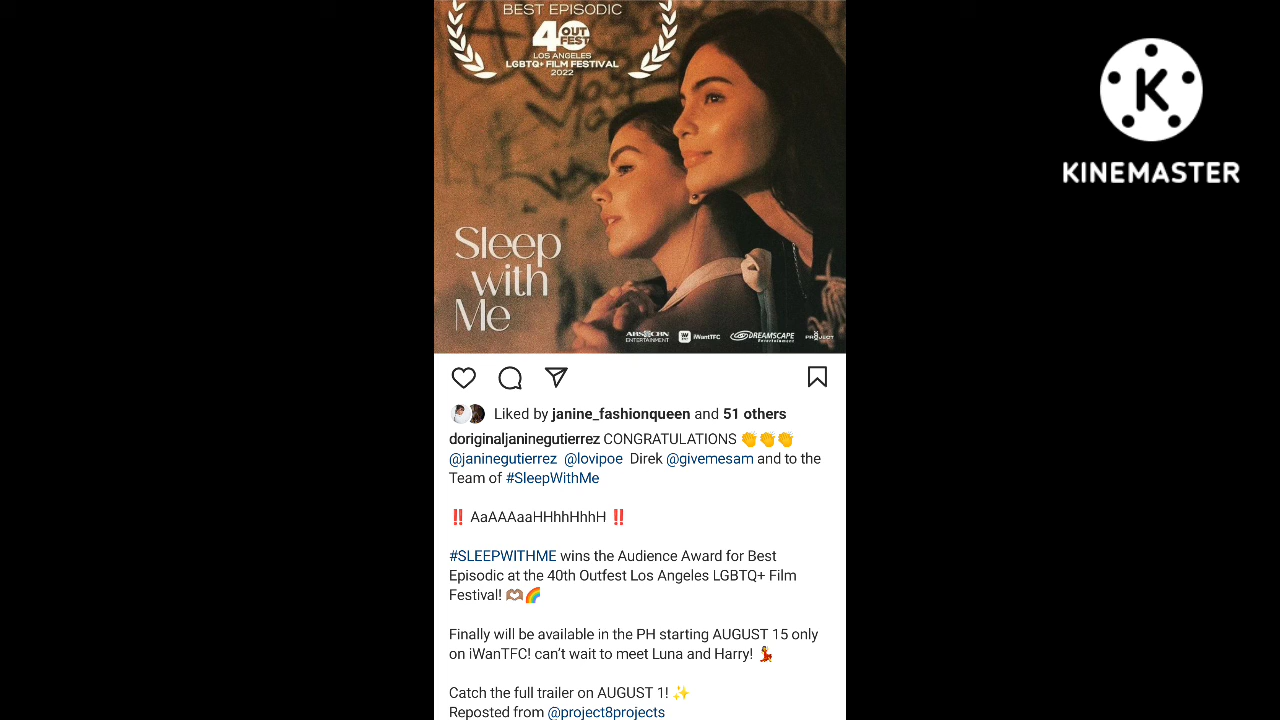 BEST EPISODIC
40 OUT FEST
LOS ANGELES
LGBTQ+ FILM FESTIVAL
2022
K
KINEMASTER
Sleep
with
Me
ABS-CBN ENTERTAINMENT iWantTFC DREAMSCAPE Entertainment PROJECT 8
Liked by janine_fashionqueen and 51 others
doriginaljaninegutierrez CONGRATULATIONS 👏👏👏
@janinegutierrez @lovipoe Direk @givemesam and to the
Team of #SleepWithMe
‼️ AaAAAaaHHhhHhhH ‼️
#SLEEPWITHME wins the Audience Award for Best
Episodic at the 40th Outfest Los Angeles LGBTQ+ Film
Festival! 🫶🏽🌈
Finally will be available in the PH starting AUGUST 15 only
on iWanTFC! can't wait to meet Luna and Harry! 💃
Catch the full trailer on AUGUST 1! ✨
Reposted from @project8projects